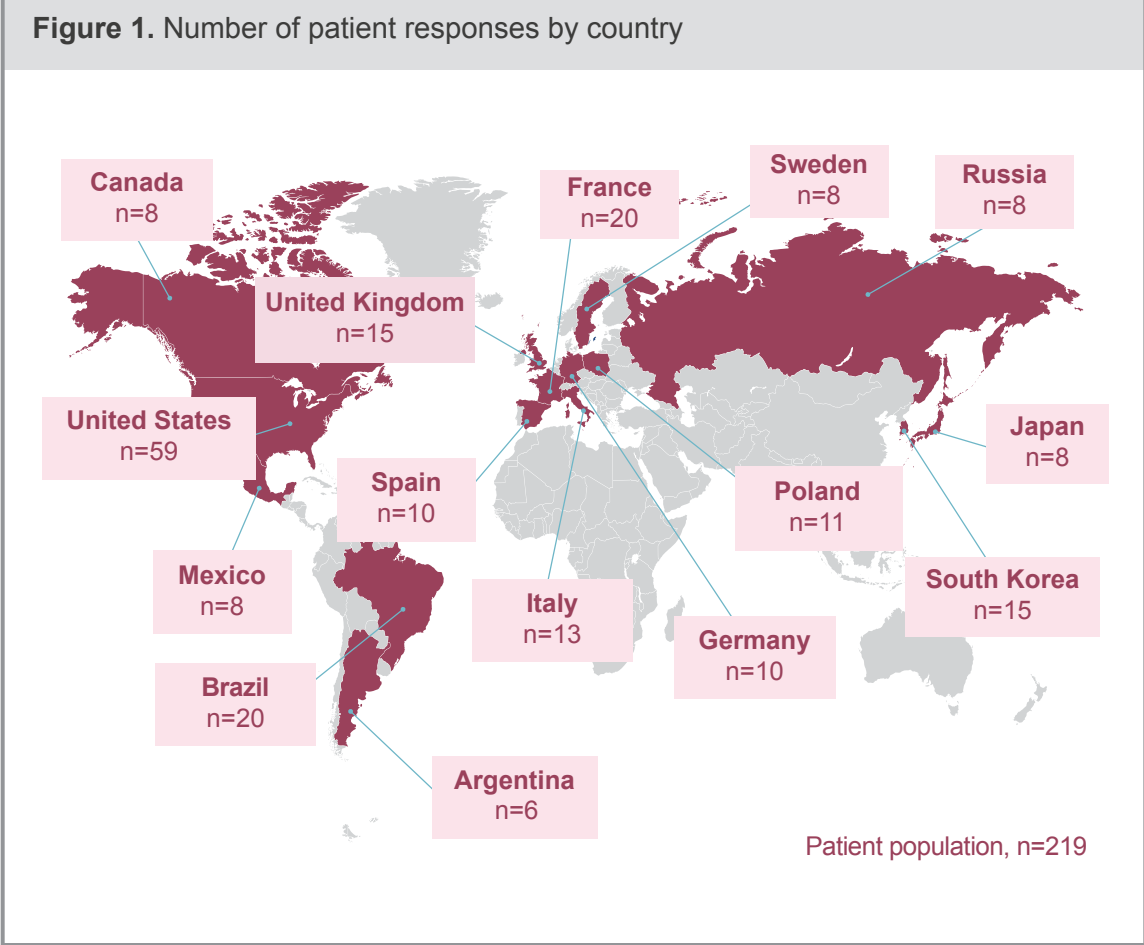 Figure 1. Number of patient responses by country
Canada
n=8
France
n=20
Sweden
n=8
Russia
n=8
United Kingdom
n=15
United States
n=59
Spain
n=10
Japan
n=8
Poland
n=11
Mexico
n=8
Italy
n=13
South Korea
n=15
Germany
n=10
Brazil
n=20
Argentina
n=6
Patient population, n=219